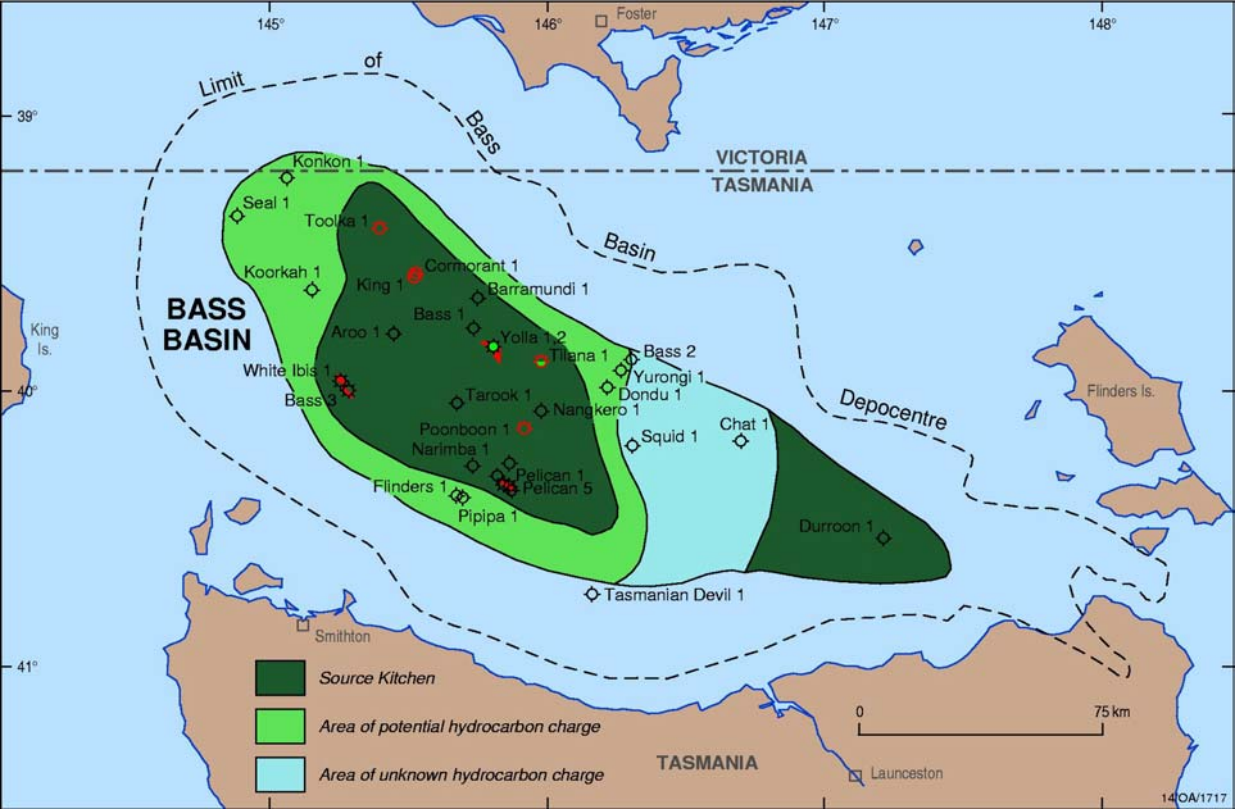 145°
146°
147°
148°
Foster
Limit
of
Bass
39°
VICTORIA
TASMANIA
Konkon 1
Seal 1
Toolka 1
Basin
Koorkah 1
Cormorant 1
King 1
Barramundi 1
BASS
BASIN
King
Is.
Bass 1
Aroo 1
Yolla 1,2
Tilana 1
Bass 2
White Ibis 1
Yurongi 1
40°
Bass 3
Tarook 1
Dondu 1
Flinders Is.
Nangkero 1
Depocentre
Poonboon 1
Squid 1
Chat 1
Narimba 1
Pelican 1
Flinders 1
Pelican 5
Pipipa 1
Durroon 1
Tasmanian Devil 1
Smithton
41°
Source Kitchen
Area of potential hydrocarbon charge
Area of unknown hydrocarbon charge
0
75 km
TASMANIA
Launceston
14/OA/1717